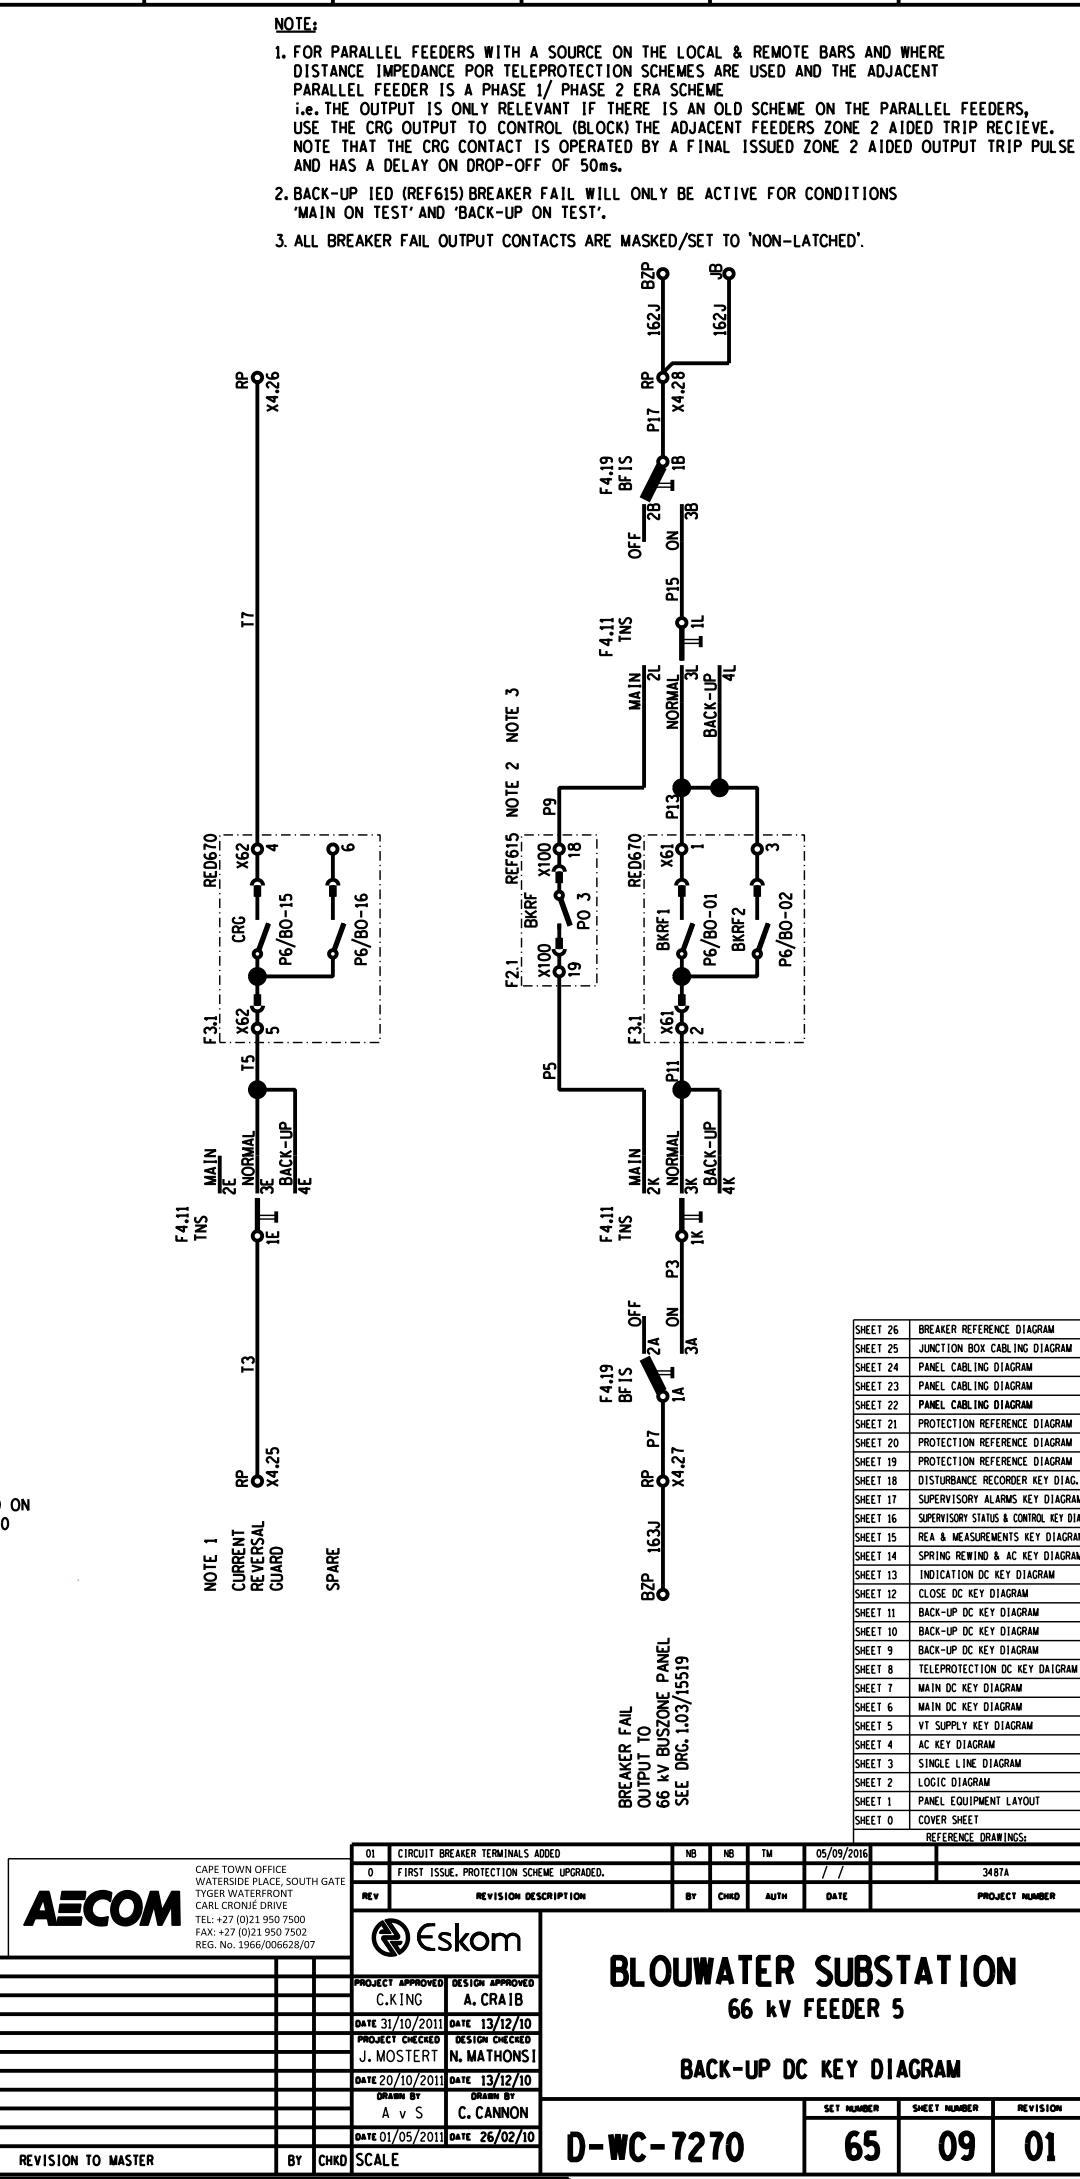 NOTE:
1. FOR PARALLEL FEEDERS WITH A SOURCE ON THE LOCAL & REMOTE BARS AND WHERE
DISTANCE IMPEDANCE POR TELEPROTECTION SCHEMES ARE USED AND THE ADJACENT
PARALLEL FEEDER IS A PHASE 1/ PHASE 2 ERA SCHEME
i.e. THE OUTPUT IS ONLY RELEVANT IF THERE IS AN OLD SCHEME ON THE PARALLEL FEEDERS,
USE THE CRG OUTPUT TO CONTROL (BLOCK) THE ADJACENT FEEDERS ZONE 2 AIDED TRIP RECIEVE.
NOTE THAT THE CRG CONTACT IS OPERATED BY A FINAL ISSUED ZONE 2 AIDED OUTPUT TRIP PULSE
AND HAS A DELAY ON DROP-OFF OF 50ms.
2. BACK-UP IED (REF615) BREAKER FAIL WILL ONLY BE ACTIVE FOR CONDITIONS
'MAIN ON TEST' AND 'BACK-UP ON TEST'.
3. ALL BREAKER FAIL OUTPUT CONTACTS ARE MASKED/SET TO 'NON-LATCHED'.
BZP
JB
162J
162J
RP
X4.26
RP
X4.28
P17
F4.19
BFIS
1B
2B
3B
OFF
ON
T7
P15
F4.11
TNS
1L
MAIN
2L
NORMAL
3L
BACK-UP
4L
NOTE 2 NOTE 3
P9
P13
RED670
X62
4
6
CRG
P6/BO-15
P6/BO-16
F3.1
X62
5
REF615
X100
18
BKRF
PO 3
F2.1
X100
19
RED670
X61
1
3
BKRF1
P6/BO-01
BKRF2
P6/BO-02
F3.1
X61
2
T5
P5
P11
MAIN
2E
NORMAL
3E
BACK-UP
4E
F4.11
TNS
1E
MAIN
2K
NORMAL
3K
BACK-UP
4K
F4.11
TNS
1K
P3
T3
OFF
ON
2A
3A
F4.19
BFIS
1A
P7
RP
X4.25
RP
X4.27
163J
BZP
ON
0
NOTE 1
CURRENT
REVERSAL
GUARD
SPARE
BREAKER FAIL
OUTPUT TO
66 kV BUSZONE PANEL
SEE DRG.1.03/15519
SHEET 26 BREAKER REFERENCE DIAGRAM
SHEET 25 JUNCTION BOX CABLING DIAGRAM
SHEET 24 PANEL CABLING DIAGRAM
SHEET 23 PANEL CABLING DIAGRAM
SHEET 22 PANEL CABLING DIAGRAM
SHEET 21 PROTECTION REFERENCE DIAGRAM
SHEET 20 PROTECTION REFERENCE DIAGRAM
SHEET 19 PROTECTION REFERENCE DIAGRAM
SHEET 18 DISTURBANCE RECORDER KEY DIAG.
SHEET 17 SUPERVISORY ALARMS KEY DIAGRAM
SHEET 16 SUPERVISORY STATUS & CONTROL KEY DIA
SHEET 15 REA & MEASUREMENTS KEY DIAGRAM
SHEET 14 SPRING REWIND & AC KEY DIAGRAM
SHEET 13 INDICATION DC KEY DIAGRAM
SHEET 12 CLOSE DC KEY DIAGRAM
SHEET 11 BACK-UP DC KEY DIAGRAM
SHEET 10 BACK-UP DC KEY DIAGRAM
SHEET 9 BACK-UP DC KEY DIAGRAM
SHEET 8 TELEPROTECTION DC KEY DAIGRAM
SHEET 7 MAIN DC KEY DIAGRAM
SHEET 6 MAIN DC KEY DIAGRAM
SHEET 5 VT SUPPLY KEY DIAGRAM
SHEET 4 AC KEY DIAGRAM
SHEET 3 SINGLE LINE DIAGRAM
SHEET 2 LOGIC DIAGRAM
SHEET 1 PANEL EQUIPMENT LAYOUT
SHEET 0 COVER SHEET
REFERENCE DRAWINGS:
01 CIRCUIT BREAKER TERMINALS ADDED NB NB TM 05/09/2016
0 FIRST ISSUE. PROTECTION SCHEME UPGRADED. / / 3487A
REV REVISION DESCRIPTION BY CHKD AUTH DATE PROJECT NUMBER
AECOM
CAPE TOWN OFFICE
WATERSIDE PLACE, SOUTH GATE
TYGER WATERFRONT
CARL CRONJÉ DRIVE
TEL: +27 (0)21 950 7500
FAX: +27 (0)21 950 7502
REG. No. 1966/006628/07
Eskom
PROJECT APPROVED DESIGN APPROVED
C.KING A. CRAIB
DATE 31/10/2011 DATE 13/12/10
PROJECT CHECKED DESIGN CHECKED
J. MOSTERT N. MATHONSI
DATE 20/10/2011 DATE 13/12/10
DRAWN BY DRAWN BY
A v S C. CANNON
DATE 01/05/2011 DATE 26/02/10
REVISION TO MASTER BY CHKD SCALE
BLOUWATER SUBSTATION
66 kV FEEDER 5
BACK-UP DC KEY DIAGRAM
SET NUMBER SHEET NUMBER REVISION
D-WC-7270 65 09 01